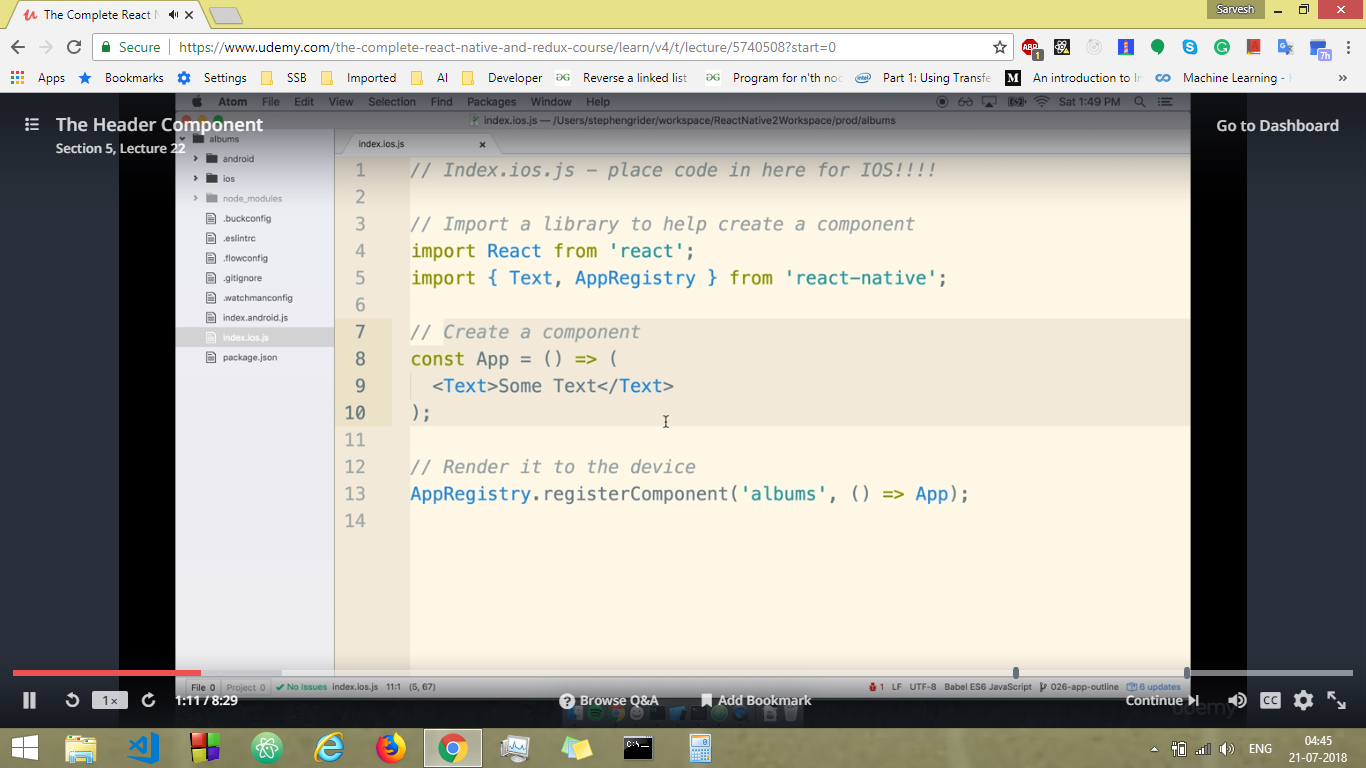 The Complete React N
Sarvesh
Secure https://www.udemy.com/the-complete-react-native-and-redux-course/learn/v4/t/lecture/5740508?start=0
ABP 1 7h
Apps Bookmarks Settings SSB Imported AI Developer Reverse a linked list Program for n'th noc Part 1: Using Transfe An introduction to Machine Learning -
Atom File Edit View Selection Find Packages Window Help Sat 1:49 PM
index.ios.js — /Users/stephengrider/workspace/ReactNative2Workspace/prod/albums
The Header Component
Section 5, Lecture 22
Go to Dashboard
albums
android
ios
node_modules
.buckconfig
.eslintrc
.flowconfig
.gitignore
.watchmanconfig
index.android.js
index.ios.js
package.json
index.ios.js
1 // Index.ios.js - place code in here for IOS!!!!
2
3 // Import a library to help create a component
4 import React from 'react';
5 import { Text, AppRegistry } from 'react-native';
6
7 // Create a component
8 const App = () => (
9 <Text>Some Text</Text>
10 );
11
12 // Render it to the device
13 AppRegistry.registerComponent('albums', () => App);
14
File 0 Project 0 No Issues index.ios.js 11:1 (5, 67) 1 LF UTF-8 Babel ES6 JavaScript 026-app-outline 6 updates
1x 1:11 / 8:29 Browse Q&A Add Bookmark Continue CC
udemy
ENG 04:45
21-07-2018